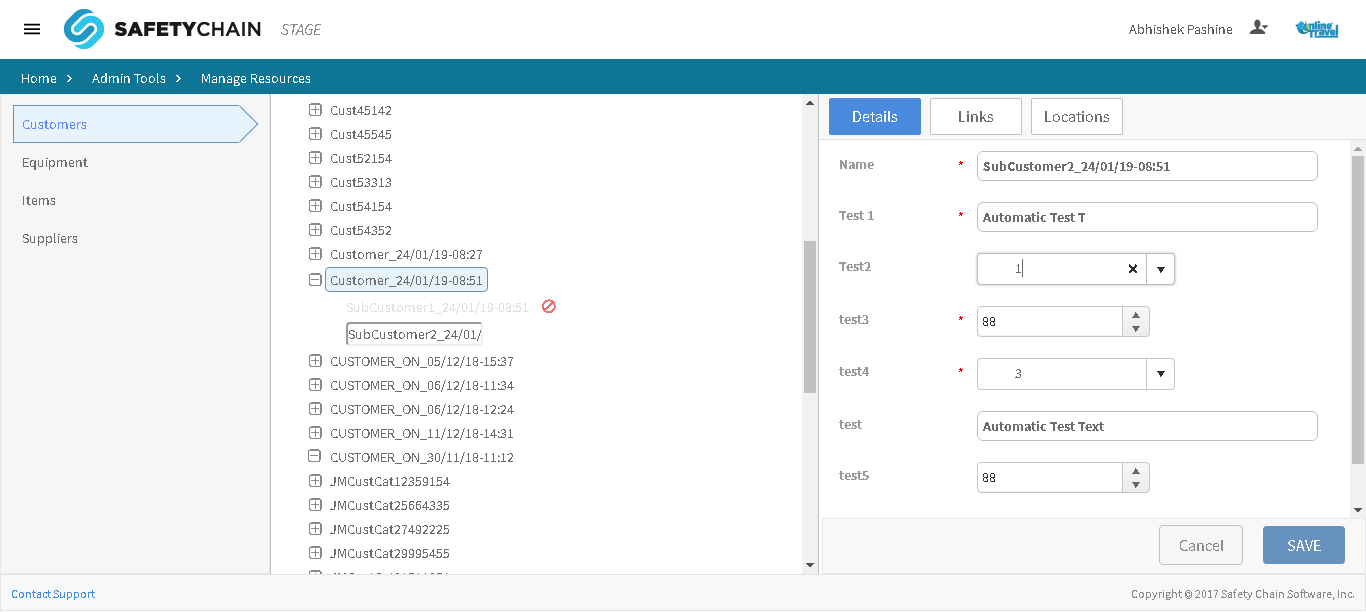 SAFETYCHAIN STAGE
Abhishek Pashine
Online Travel
Home > Admin Tools > Manage Resources
Customers
Equipment
Items
Suppliers
Cust45142
Cust45545
Cust52154
Cust53313
Cust54154
Cust54352
Customer_24/01/19-08:27
Customer_24/01/19-08:51
SubCustomer1_24/01/19-08:51
SubCustomer2_24/01/
CUSTOMER_ON_05/12/18-15:37
CUSTOMER_ON_06/12/18-11:34
CUSTOMER_ON_06/12/18-12:24
CUSTOMER_ON_11/12/18-14:31
CUSTOMER_ON_30/11/18-11:12
JMCustCat12359154
JMCustCat25664335
JMCustCat27492225
JMCustCat29995455
Details Links Locations
Name * SubCustomer2_24/01/19-08:51
Test 1 * Automatic Test T
Test2 1
test3 * 88
test4 * 3
test Automatic Test Text
test5 88
Cancel SAVE
Contact Support
Copyright © 2017 Safety Chain Software, Inc.